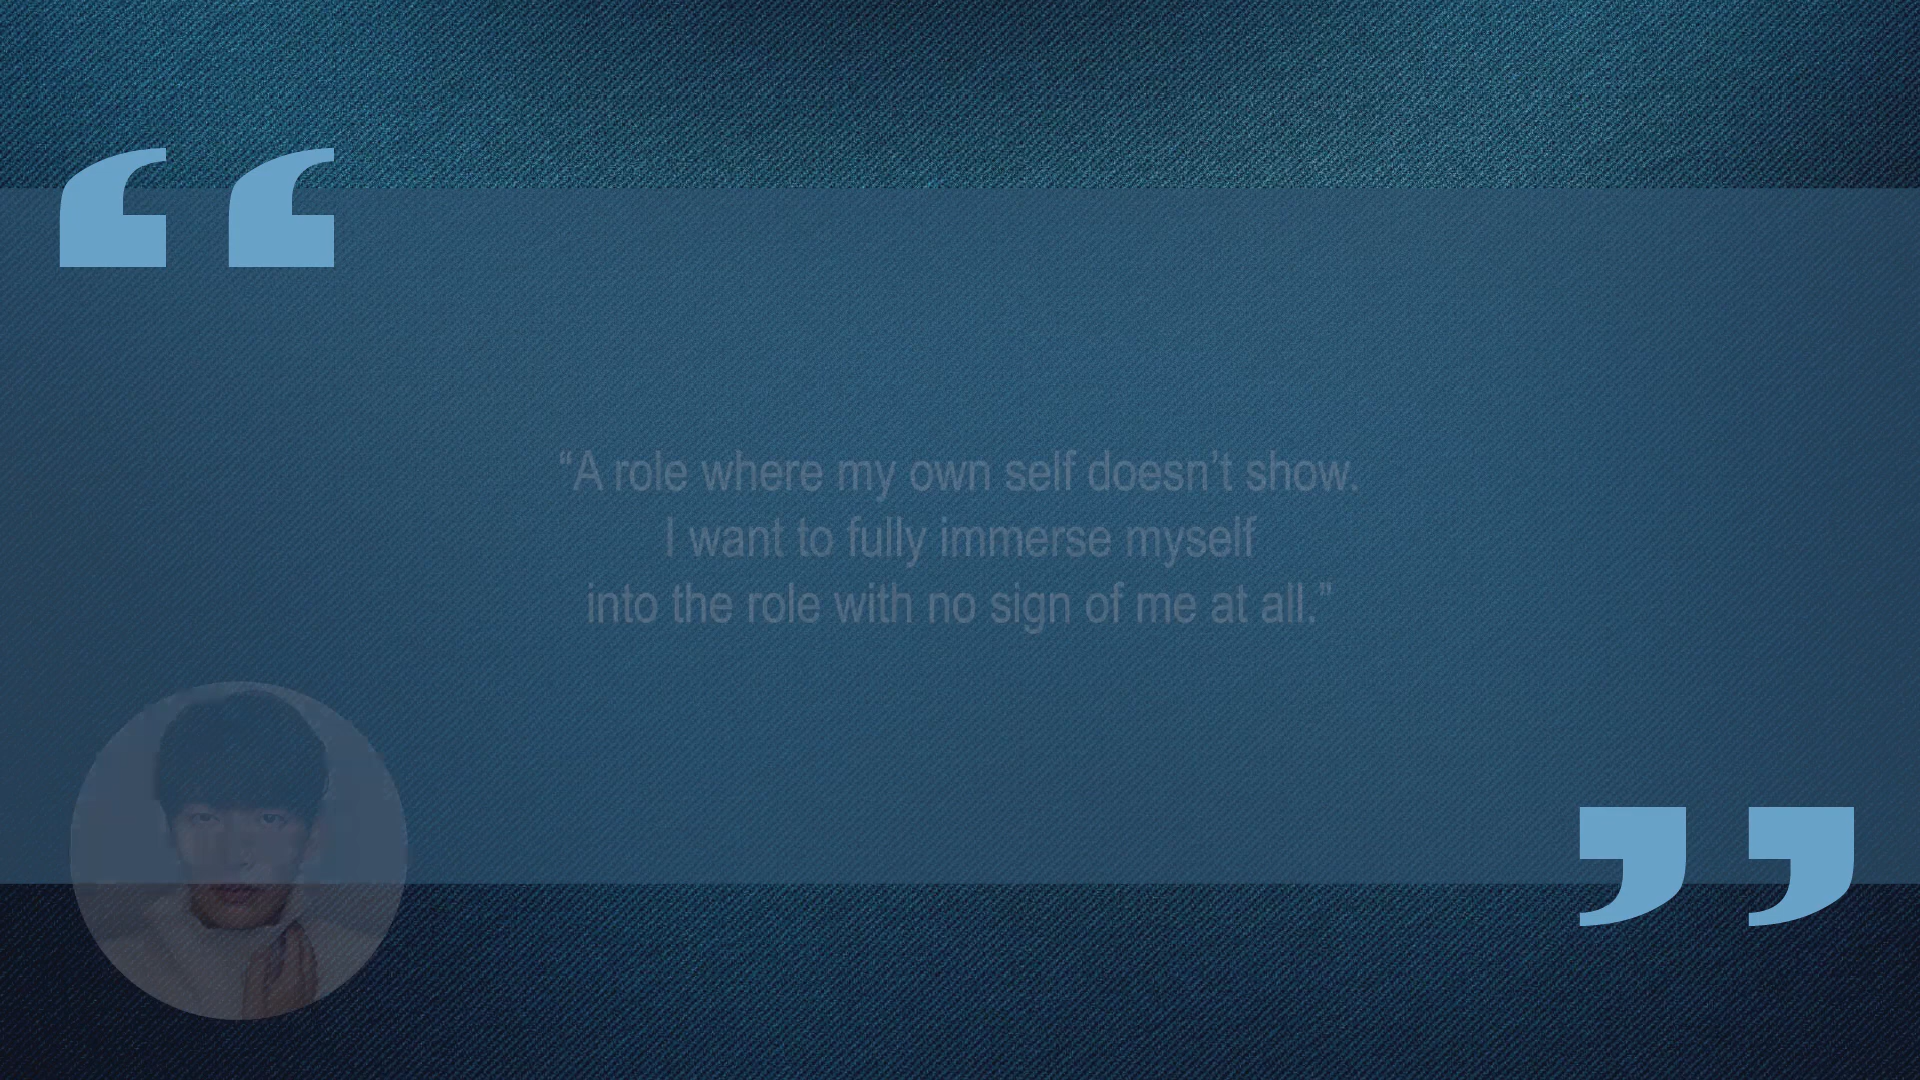 “A role where my own self doesn’t show.
I want to fully immerse myself
into the role with no sign of me at all.”